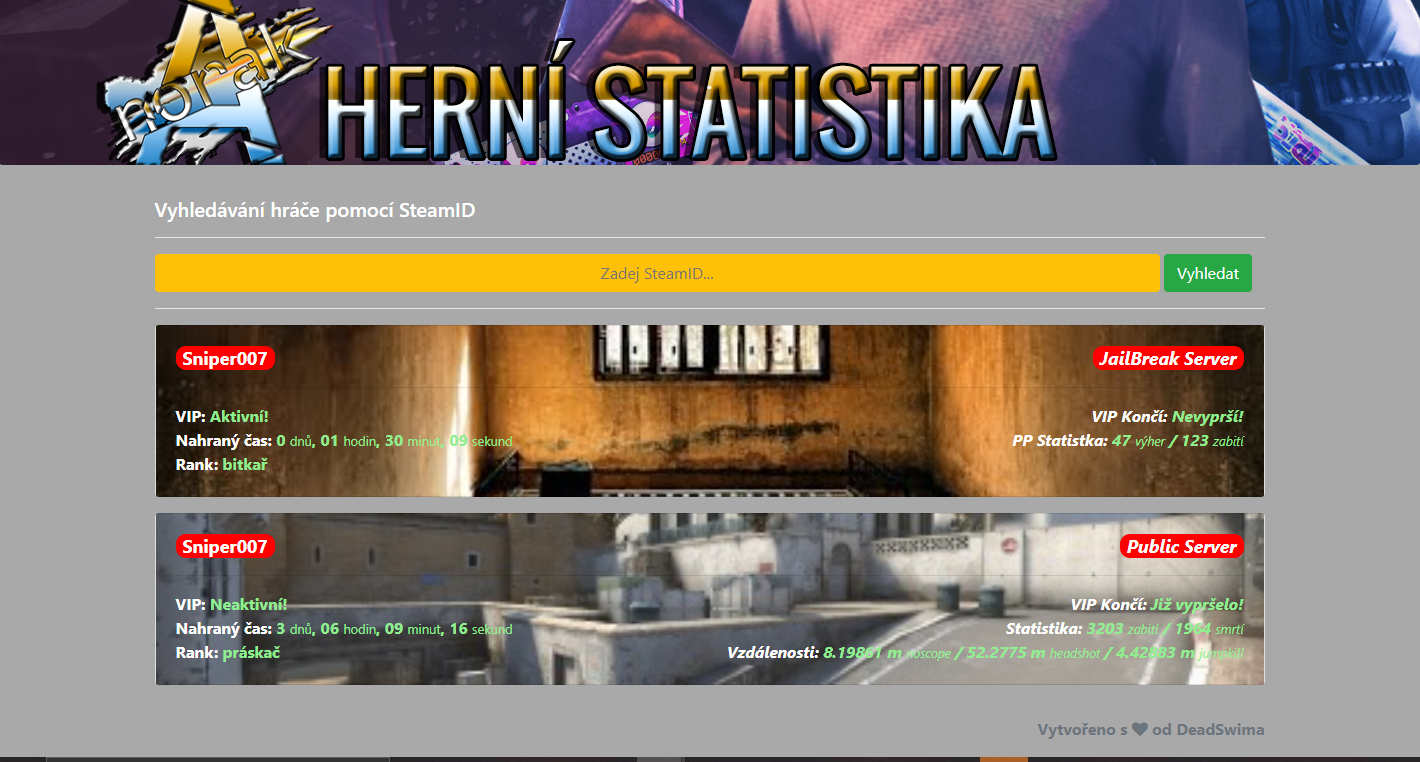 Anorak
HERNÍ STATISTIKA
Vyhledávání hráče pomocí SteamID
Zadej SteamID...
Vyhledat
Sniper007
JailBreak Server
VIP: Aktivní!
VIP Končí: Nevyprší!
Nahraný čas: 0 dnů, 01 hodin, 30 minut, 09 sekund
PP Statistka: 47 výher / 123 zabití
Rank: bitkař
Sniper007
Public Server
VIP: Neaktivní!
VIP Končí: Již vypršelo!
Nahraný čas: 3 dnů, 06 hodin, 09 minut, 16 sekund
Statistika: 3203 zabití / 1964 smrtí
Rank: práskač
Vzdálenosti: 8.19861 m noscope / 52.2775 m headshot / 4.42883 m jumpkill
Vytvořeno s ❤ od DeadSwima